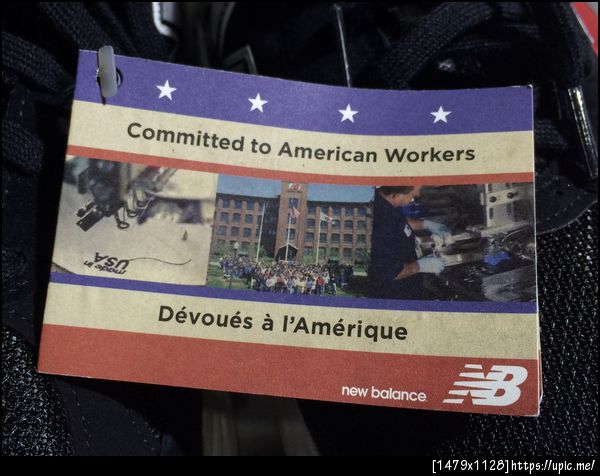 Committed to American Workers
made in
USA
Dévoués à l'Amérique
new balance NB
[1479x1128]https://upic.me/